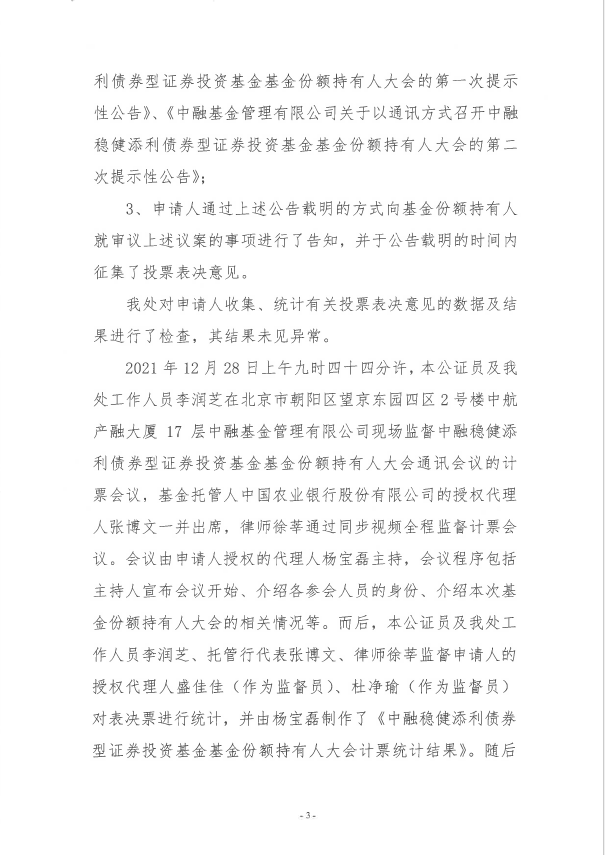 利债券型证券投资基金基金份额持有人大会的第一次提示
性公告》、《中融基金管理有限公司关于以通讯方式召开中融
稳健添利债券型证券投资基金基金份额持有人大会的第二
次提示性公告》；
3、申请人通过上述公告载明的方式向基金份额持有人
就审议上述议案的事项进行了告知，并于公告载明的时间内
征集了投票表决意见。
我处对申请人收集、统计有关投票表决意见的数据及结
果进行了检查，其结果未见异常。
2021 年 12 月 28 日上午九时四十四分许，本公证员及我
处工作人员李润芝在北京市朝阳区望京东园四区 2 号楼中航
产融大厦 17 层中融基金管理有限公司现场监督中融稳健添
利债券型证券投资基金基金份额持有人大会通讯会议的计
票会议，基金托管人中国农业银行股份有限公司的授权代理
人张博文一并出席，律师徐莘通过同步视频全程监督计票会
议。会议由申请人授权的代理人杨宝磊主持，会议程序包括
主持人宣布会议开始、介绍各参会人员的身份、介绍本次基
金份额持有人大会的相关情况等。而后，本公证员及我处工
作人员李润芝、托管行代表张博文、律师徐莘监督申请人的
授权代理人盛佳佳（作为监督员）、杜净瑜（作为监督员）
对表决票进行统计，并由杨宝磊制作了《中融稳健添利债券
型证券投资基金基金份额持有人大会计票统计结果》。随后
- 3 -